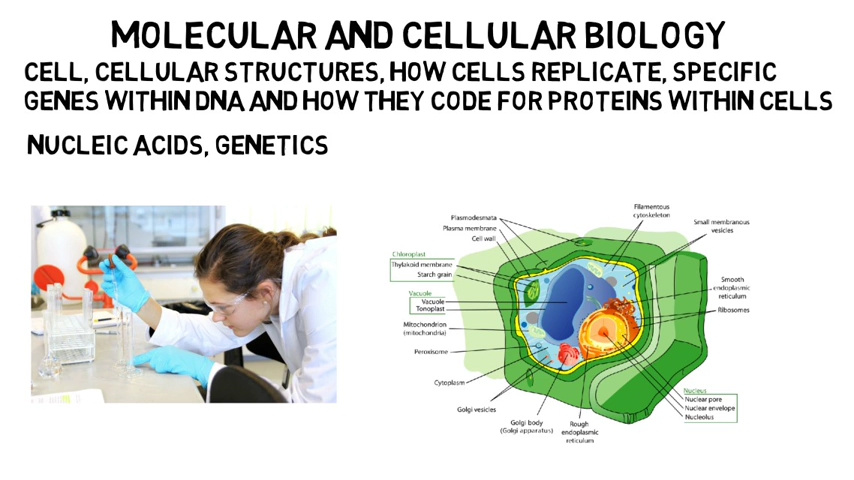 MOLECULAR AND CELLULAR BIOLOGY
CELL, CELLULAR STRUCTURES, HOW CELLS REPLICATE, SPECIFIC
GENES WITHIN DNA AND HOW THEY CODE FOR PROTEINS WITHIN CELLS
NUCLEIC ACIDS, GENETICS
Plasmodesmata
Plasma membrane
Cell wall
Chloroplast
Thylakoid membrane
Starch grain
Vacuole
Vacuole
Tonoplast
Mitochondrion
(mitochondria)
Peroxisome
Cytoplasm
Golgi vesicles
Golgi body
(Golgi apparatus)
Rough
endoplasmic
reticulum
Filamentous
cytoskeleton
Small membranous
vesicles
Smooth
endoplasmic
reticulum
Ribosomes
Nucleus
Nuclear pore
Nuclear envelope
Nucleolus